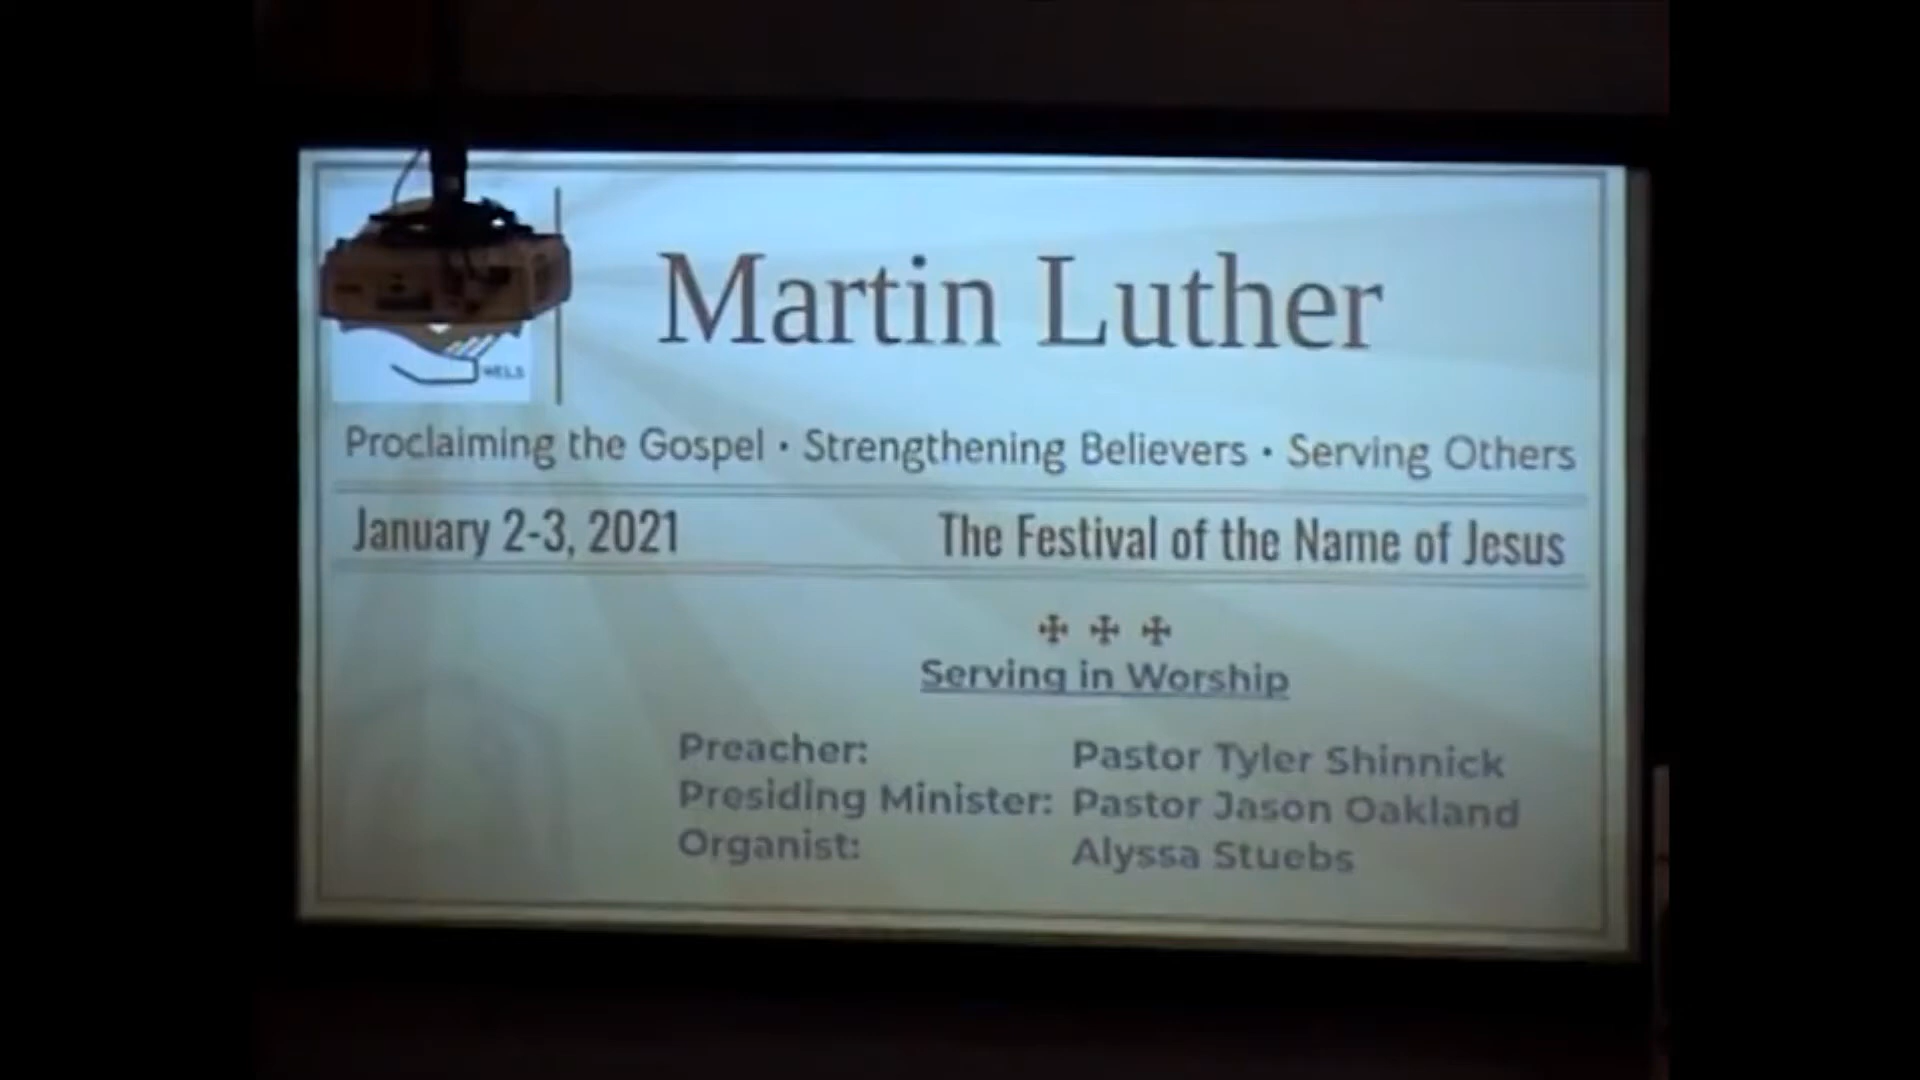 Martin Luther
WELS
Proclaiming the Gospel • Strengthening Believers • Serving Others
January 2-3, 2021 The Festival of the Name of Jesus
Serving in Worship
Preacher: Pastor Tyler Shinnick
Presiding Minister: Pastor Jason Oakland
Organist: Alyssa Stuebs